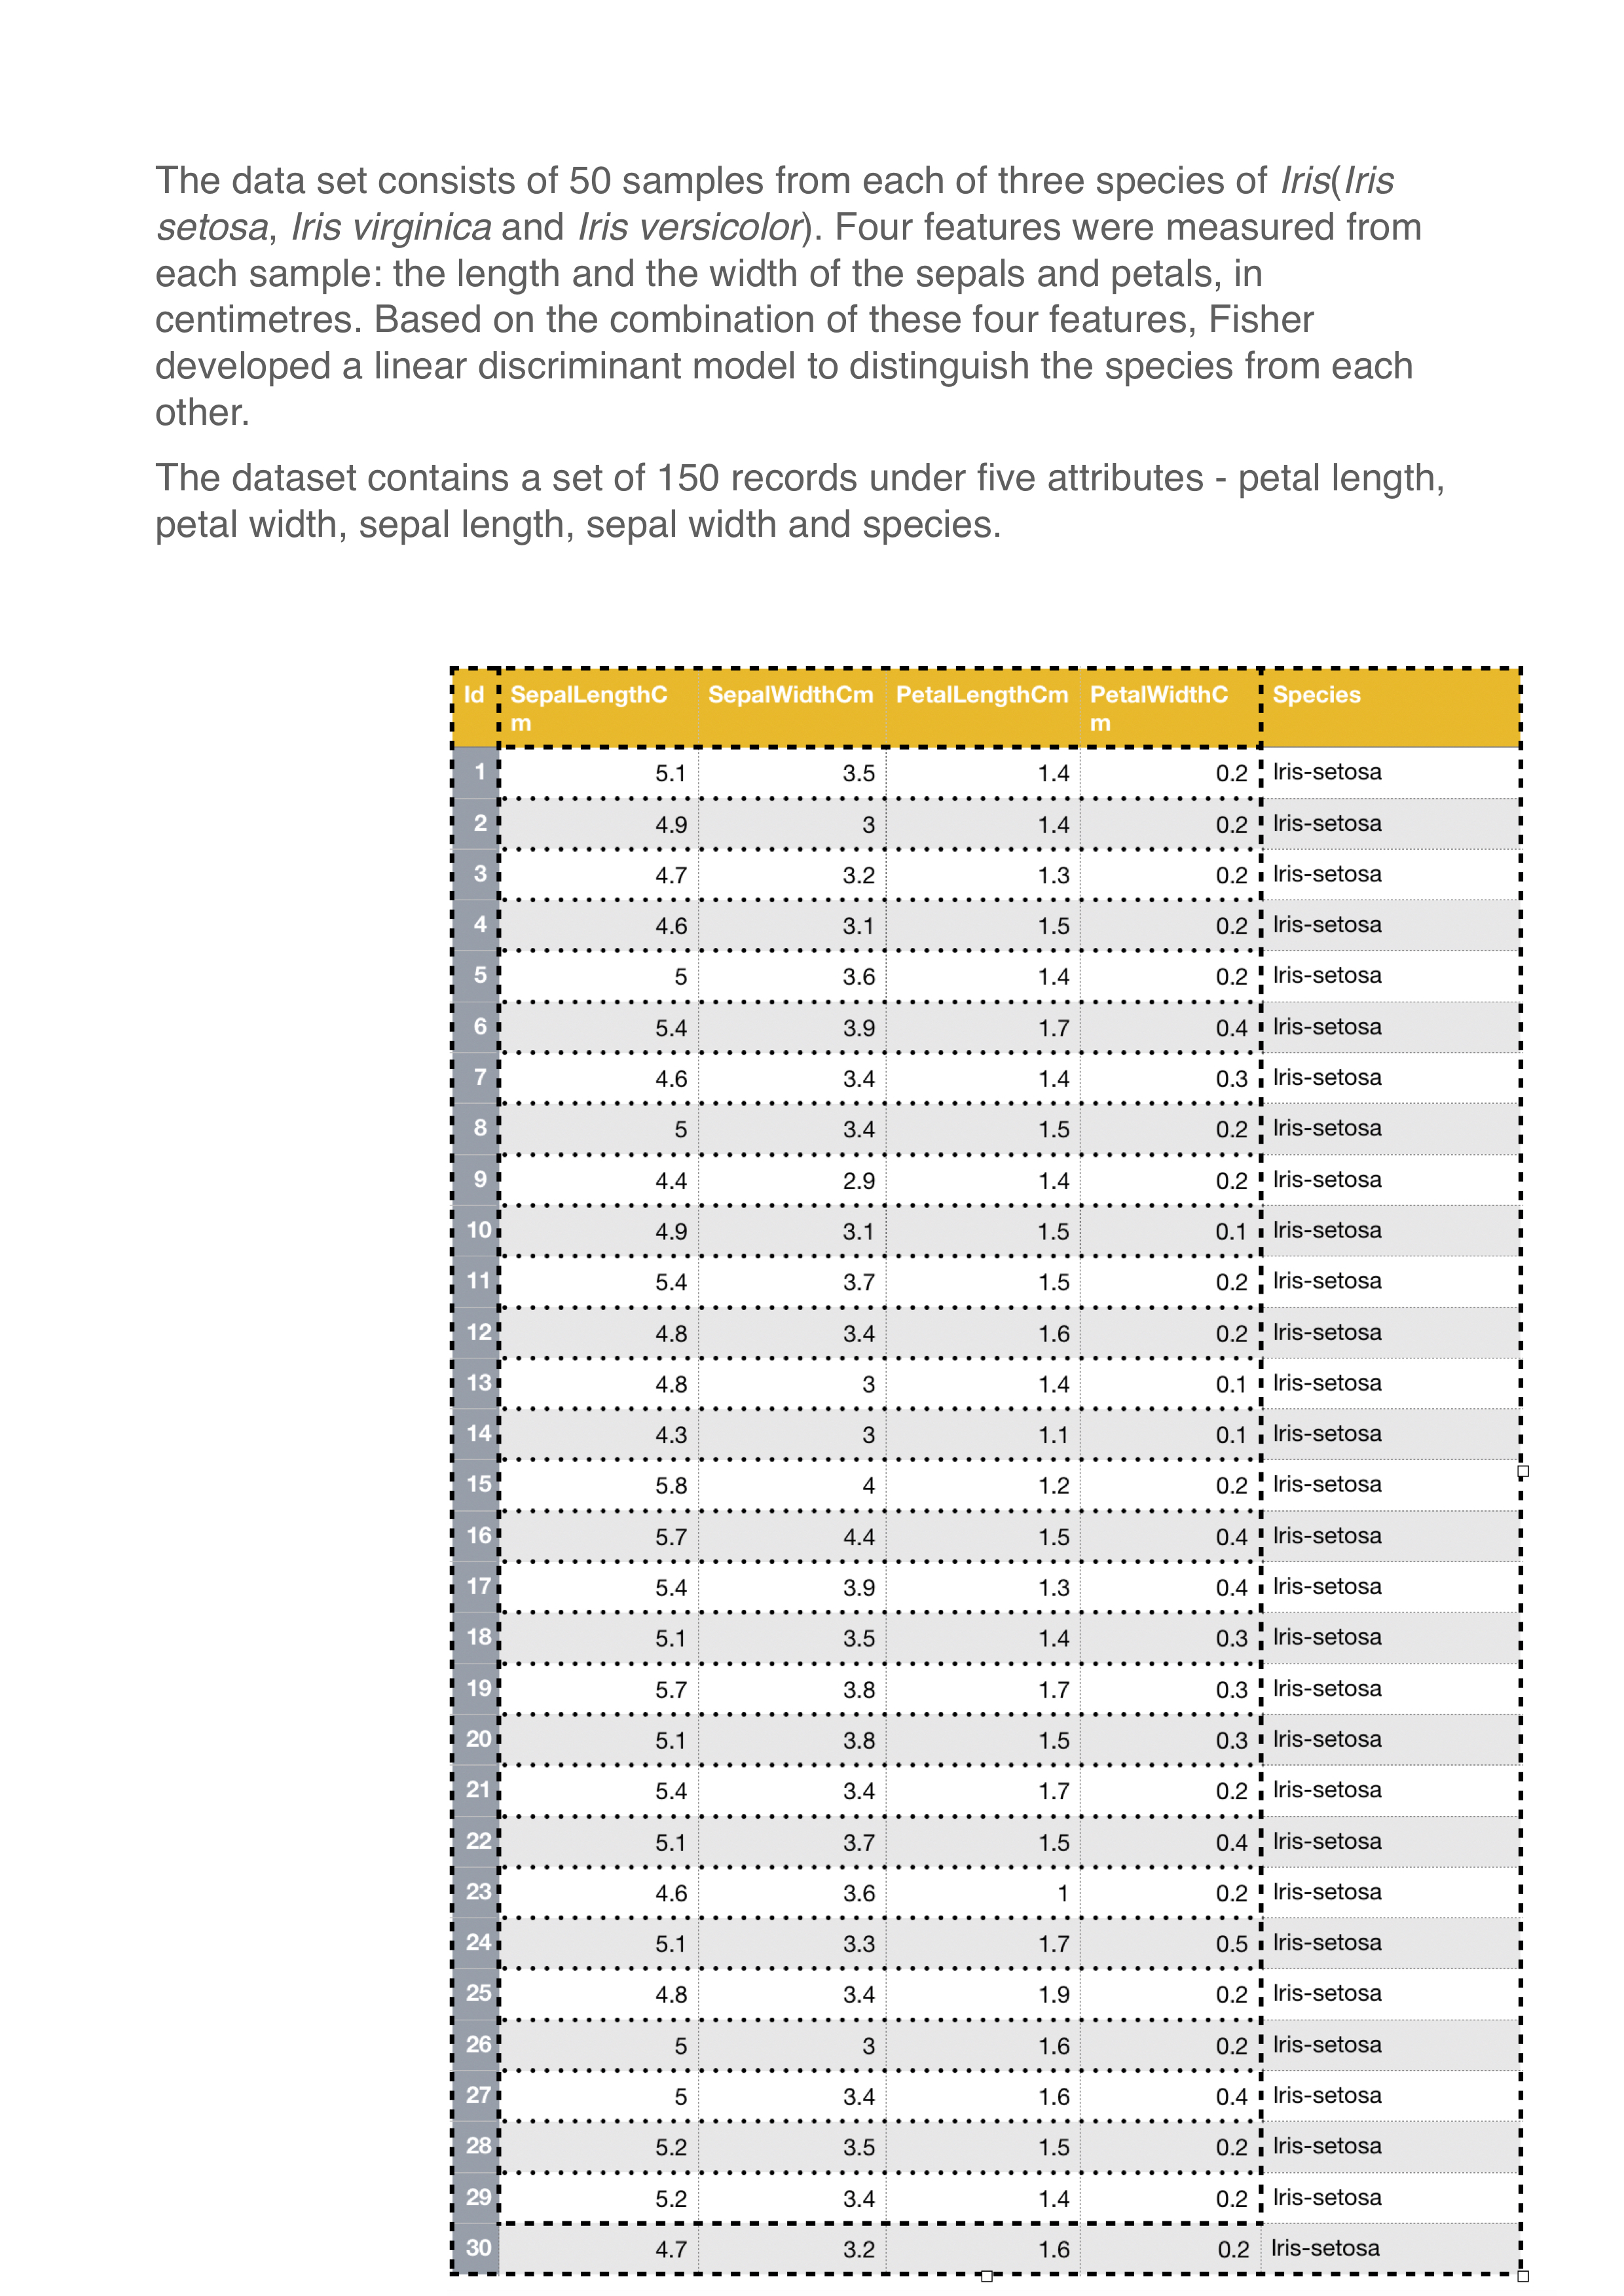 The data set consists of 50 samples from each of three species of Iris(Iris
setosa, Iris virginica and Iris versicolor). Four features were measured from
each sample: the length and the width of the sepals and petals, in
centimetres. Based on the combination of these four features, Fisher
developed a linear discriminant model to distinguish the species from each
other.
The dataset contains a set of 150 records under five attributes - petal length,
petal width, sepal length, sepal width and species.
Id SepalLengthC SepalWidthCm PetalLengthCm PetalWidthC Species
m m
1 5.1 3.5 1.4 0.2 Iris-setosa
2 4.9 3 1.4 0.2 Iris-setosa
3 4.7 3.2 1.3 0.2 Iris-setosa
4 4.6 3.1 1.5 0.2 Iris-setosa
5 5 3.6 1.4 0.2 Iris-setosa
6 5.4 3.9 1.7 0.4 Iris-setosa
7 4.6 3.4 1.4 0.3 Iris-setosa
8 5 3.4 1.5 0.2 Iris-setosa
9 4.4 2.9 1.4 0.2 Iris-setosa
10 4.9 3.1 1.5 0.1 Iris-setosa
11 5.4 3.7 1.5 0.2 Iris-setosa
12 4.8 3.4 1.6 0.2 Iris-setosa
13 4.8 3 1.4 0.1 Iris-setosa
14 4.3 3 1.1 0.1 Iris-setosa
15 5.8 4 1.2 0.2 Iris-setosa
16 5.7 4.4 1.5 0.4 Iris-setosa
17 5.4 3.9 1.3 0.4 Iris-setosa
18 5.1 3.5 1.4 0.3 Iris-setosa
19 5.7 3.8 1.7 0.3 Iris-setosa
20 5.1 3.8 1.5 0.3 Iris-setosa
21 5.4 3.4 1.7 0.2 Iris-setosa
22 5.1 3.7 1.5 0.4 Iris-setosa
23 4.6 3.6 1 0.2 Iris-setosa
24 5.1 3.3 1.7 0.5 Iris-setosa
25 4.8 3.4 1.9 0.2 Iris-setosa
26 5 3 1.6 0.2 Iris-setosa
27 5 3.4 1.6 0.4 Iris-setosa
28 5.2 3.5 1.5 0.2 Iris-setosa
29 5.2 3.4 1.4 0.2 Iris-setosa
30 4.7 3.2 1.6 0.2 Iris-setosa